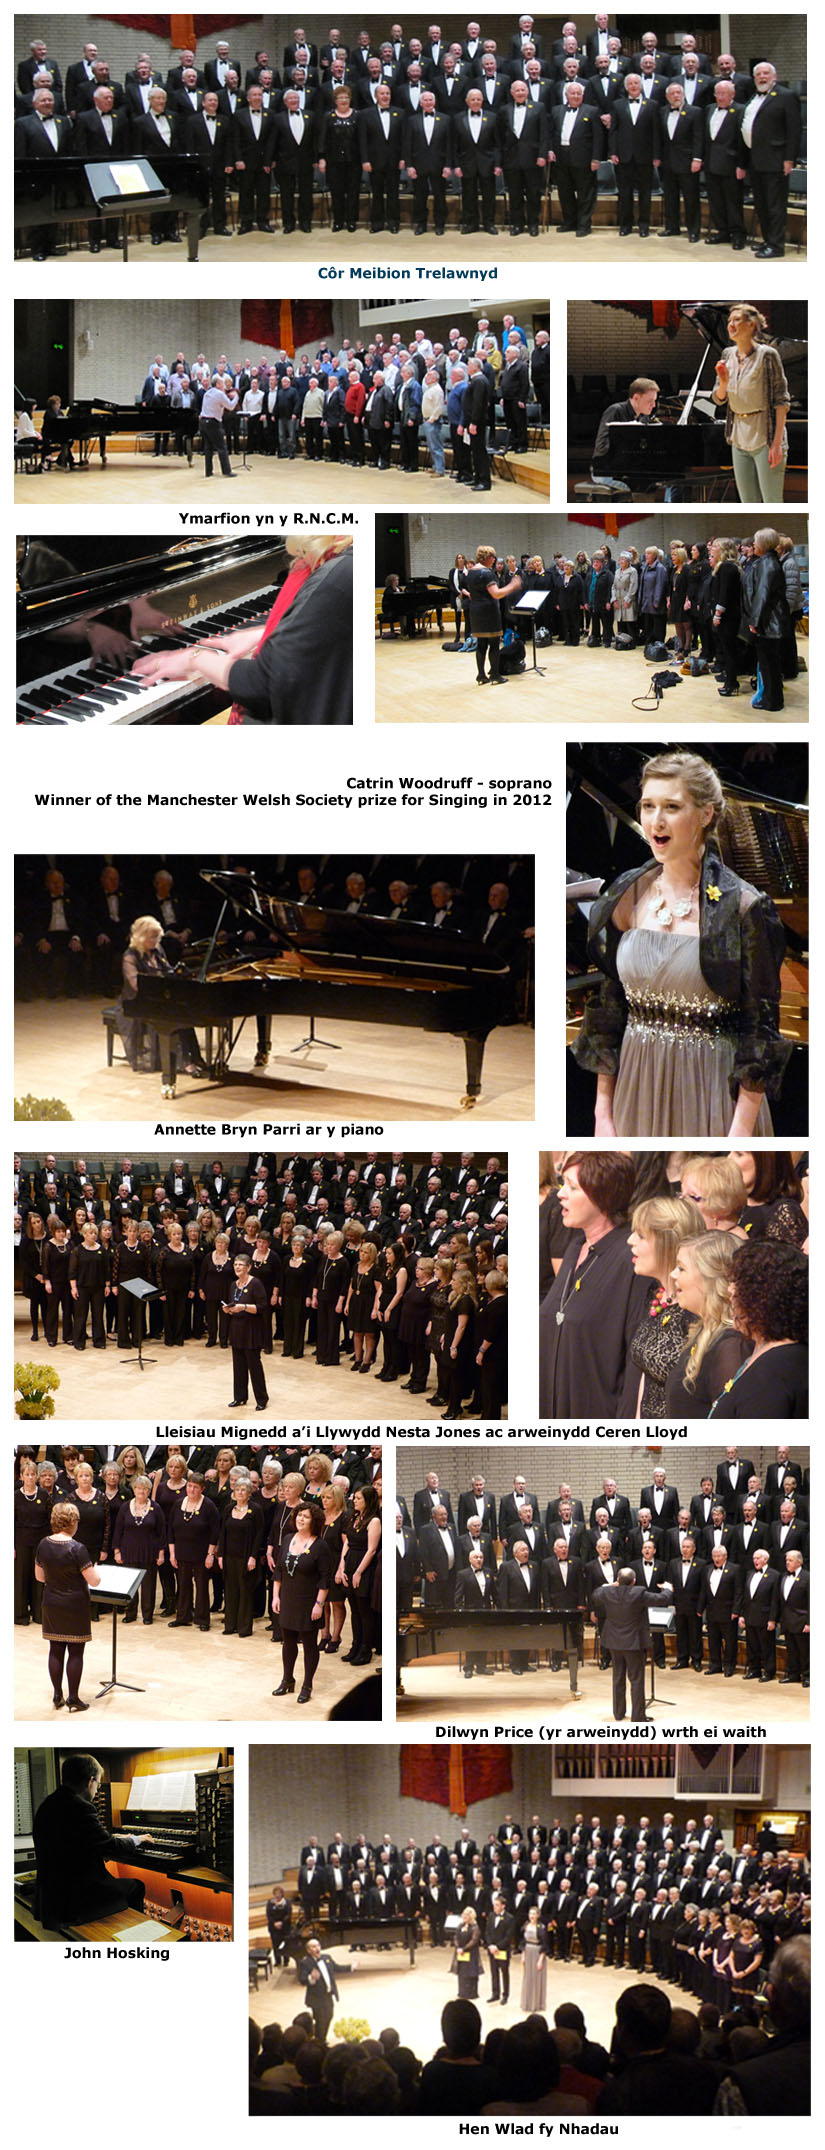 Côr Meibion Trelawnyd
Ymarfion yn y R.N.C.M.
STEINWAY & SONS
Catrin Woodruff - soprano
Winner of the Manchester Welsh Society prize for Singing in 2012
Annette Bryn Parri ar y piano
Lleisiau Mignedd a’i Llywydd Nesta Jones ac arweinydd Ceren Lloyd
Dilwyn Price (yr arweinydd) wrth ei waith
John Hosking
Hen Wlad fy Nhadau